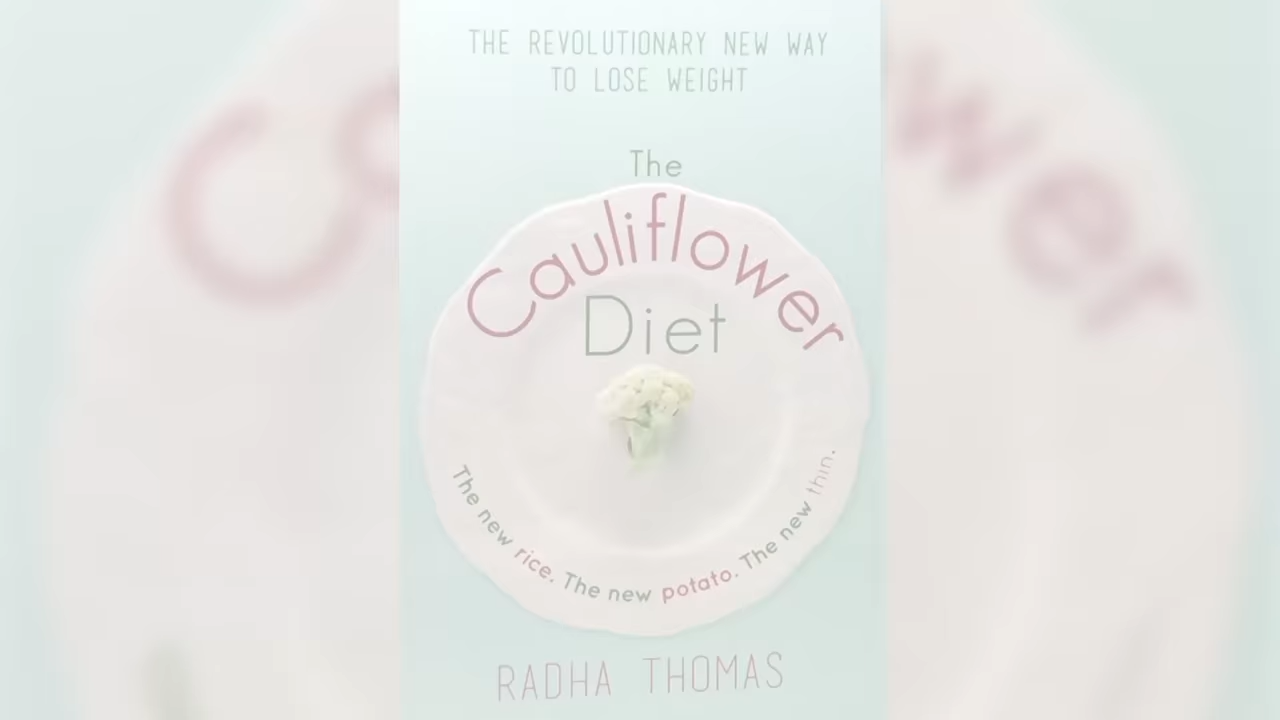 THE REVOLUTIONARY NEW WAY
TO LOSE WEIGHT
The
Cauliflower
Diet
The new rice. The new potato. The new thin.
RADHA THOMAS